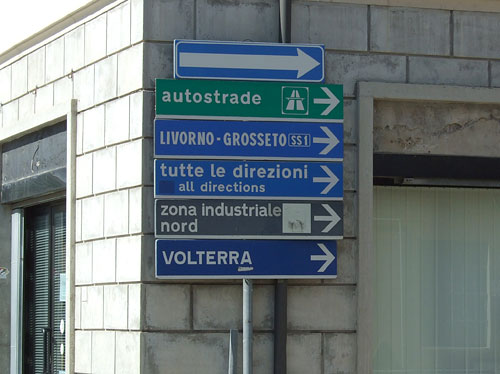 autostrade
LIVORNO - GROSSETO SS1
tutte le direzioni
all directions
zona industriale
nord
VOLTERRA